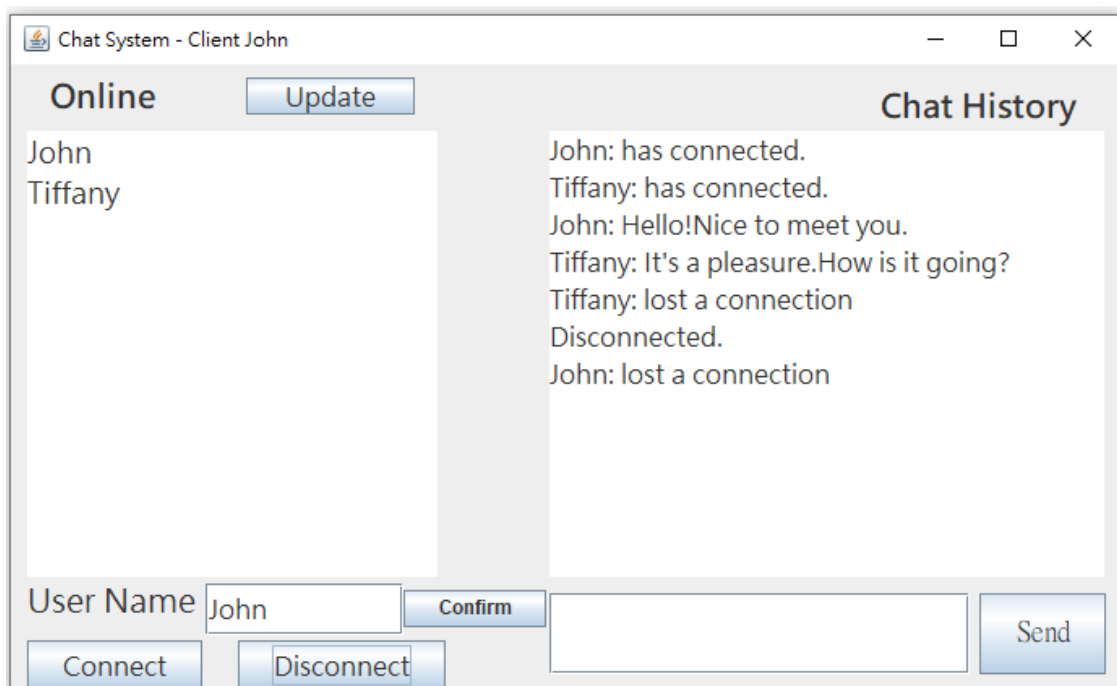 Chat System - Client John
Online
Update
Chat History
John
Tiffany
John: has connected.
Tiffany: has connected.
John: Hello!Nice to meet you.
Tiffany: It's a pleasure.How is it going?
Tiffany: lost a connection
Disconnected.
John: lost a connection
User Name
John
Confirm
Send
Connect
Disconnect